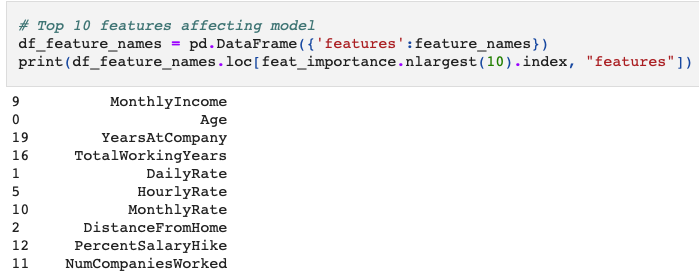 # Top 10 features affecting model
df_feature_names = pd.DataFrame({'features':feature_names})
print(df_feature_names.loc[feat_importance.nlargest(10).index, "features"])
9 MonthlyIncome
0 Age
19 YearsAtCompany
16 TotalWorkingYears
1 DailyRate
5 HourlyRate
10 MonthlyRate
2 DistanceFromHome
12 PercentSalaryHike
11 NumCompaniesWorked